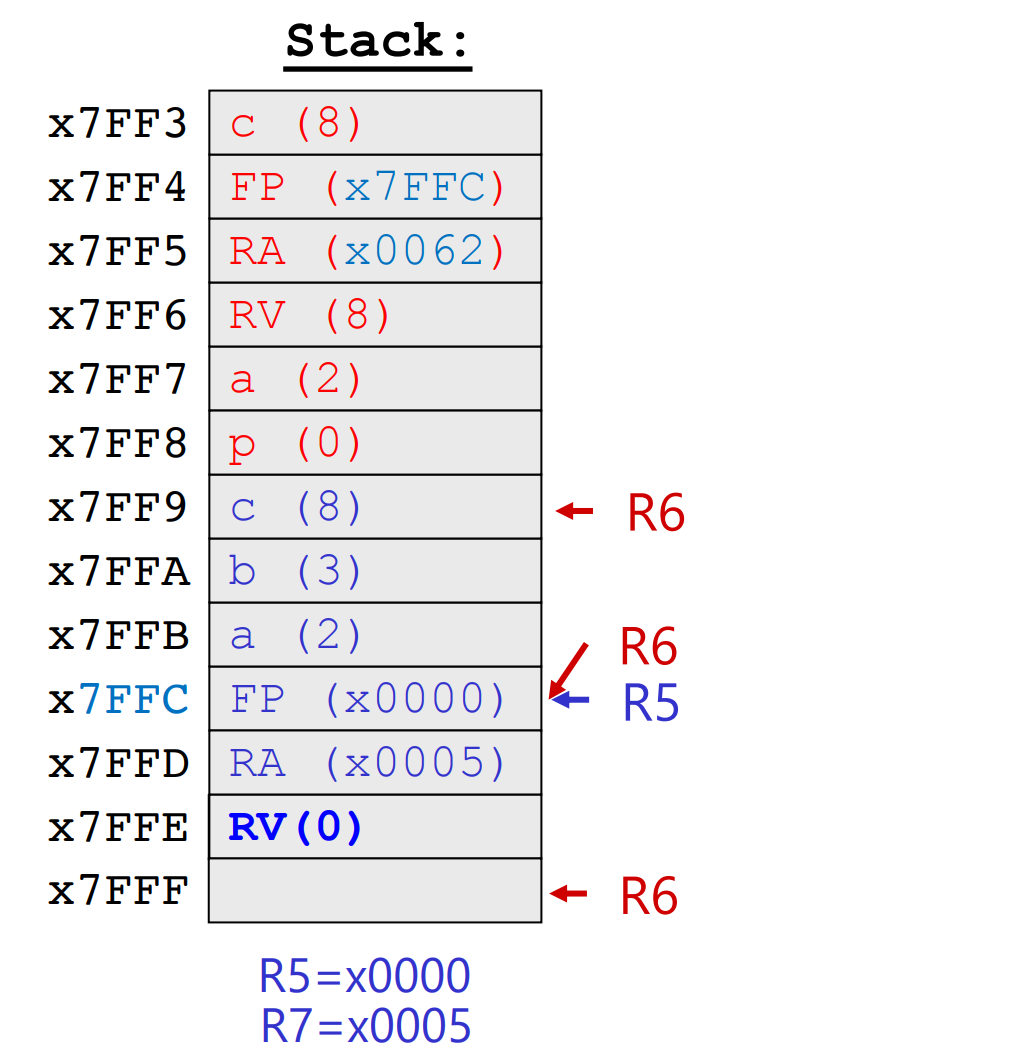 Stack:
x7FF3 c (8)
x7FF4 FP (x7FFC)
x7FF5 RA (x0062)
x7FF6 RV (8)
x7FF7 a (2)
x7FF8 p (0)
x7FF9 c (8) R6
x7FFA b (3)
x7FFB a (2) R6
x7FFC FP (x0000) R5
x7FFD RA (x0005)
x7FFE RV(0)
x7FFF R6
R5=x0000
R7=x0005